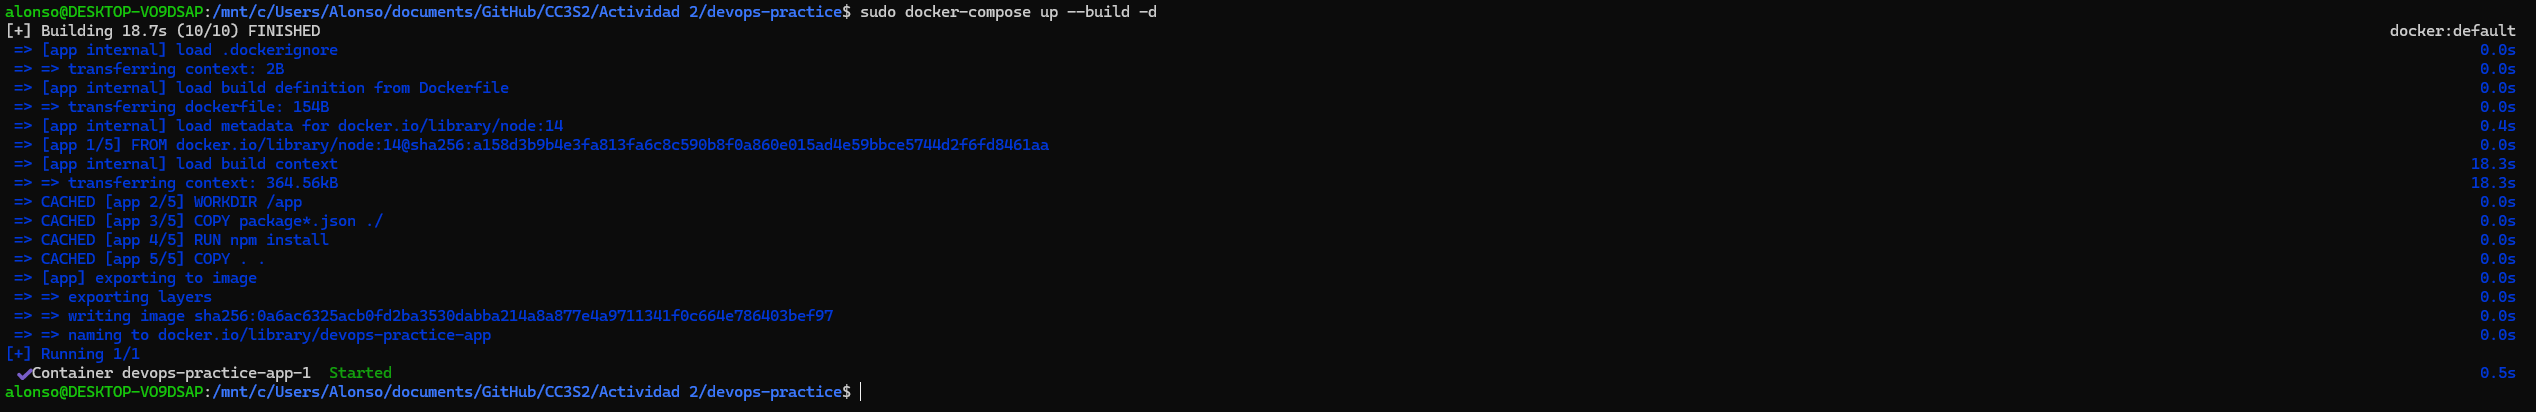 alonso@DESKTOP-VO9DSAP:/mnt/c/Users/Alonso/documents/GitHub/CC3S2/Actividad 2/devops-practice$ sudo docker-compose up --build -d
[+] Building 18.7s (10/10) FINISHED docker:default
=> [app internal] load .dockerignore 0.0s
=> => transferring context: 2B 0.0s
=> [app internal] load build definition from Dockerfile 0.0s
=> => transferring dockerfile: 154B 0.0s
=> [app internal] load metadata for docker.io/library/node:14 0.4s
=> [app 1/5] FROM docker.io/library/node:14@sha256:a158d3b9b4e3fa813fa6c8c590b8f0a860e015ad4e59bbce5744d2f6fd8461aa 0.0s
=> [app internal] load build context 18.3s
=> => transferring context: 364.56kB 18.3s
=> CACHED [app 2/5] WORKDIR /app 0.0s
=> CACHED [app 3/5] COPY package*.json ./ 0.0s
=> CACHED [app 4/5] RUN npm install 0.0s
=> CACHED [app 5/5] COPY . . 0.0s
=> [app] exporting to image 0.0s
=> => exporting layers 0.0s
=> => writing image sha256:0a6ac6325acb0fd2ba3530dabba214a8a877e4a9711341f0c664e786403bef97 0.0s
=> => naming to docker.io/library/devops-practice-app 0.0s
[+] Running 1/1
✔Container devops-practice-app-1 Started 0.5s
alonso@DESKTOP-VO9DSAP:/mnt/c/Users/Alonso/documents/GitHub/CC3S2/Actividad 2/devops-practice$